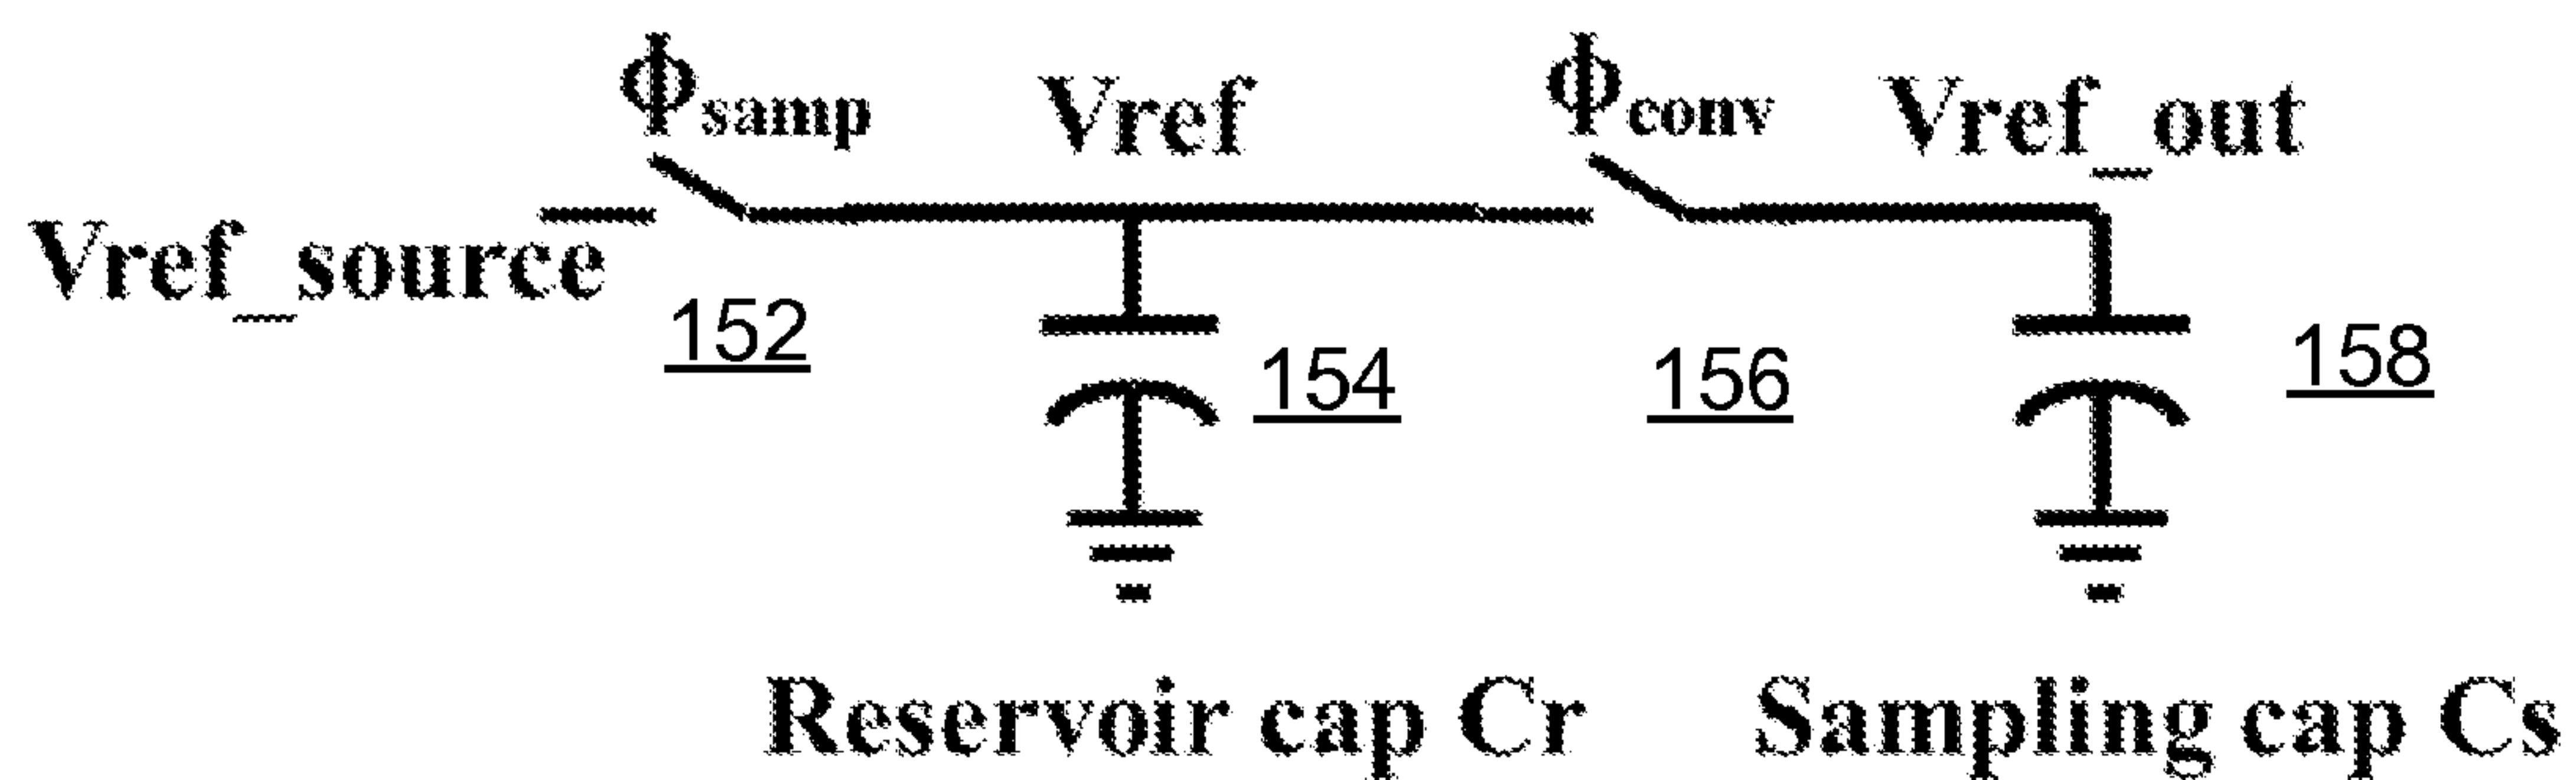 Φsamp Vref Φconv Vref_out
Vref_source
152 154 156 158
Reservoir cap Cr Sampling cap Cs